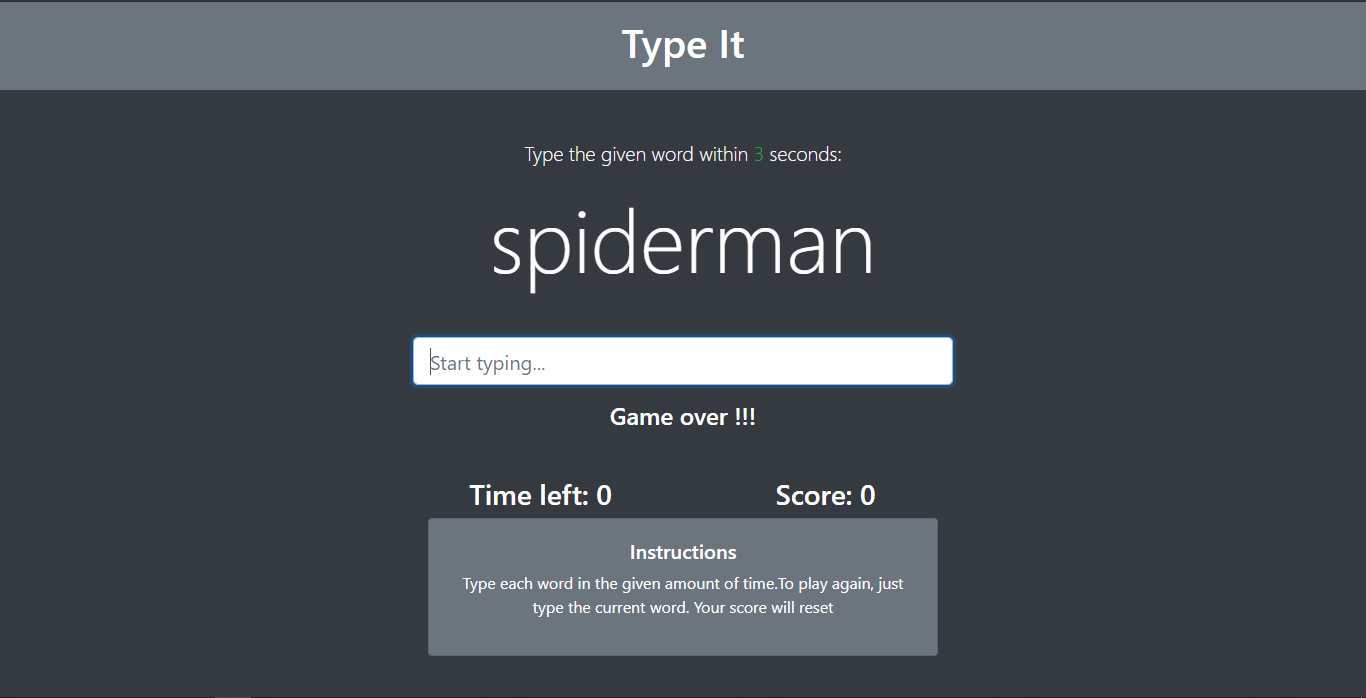 Type It
Type the given word within 3 seconds:
spiderman
Start typing...
Game over !!!
Time left: 0 Score: 0
Instructions
Type each word in the given amount of time.To play again, just
type the current word. Your score will reset